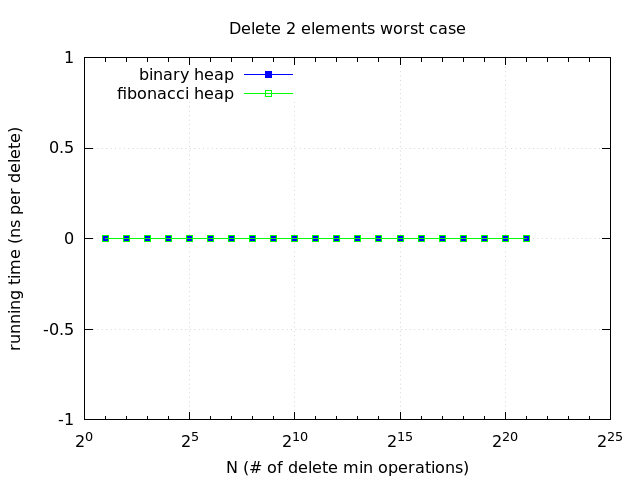 Delete 2 elements worst case
1
binary heap
fibonacci heap
0.5
0
-0.5
-1
running time (ns per delete)
2^0 2^5 2^10 2^15 2^20 2^25
N (# of delete min operations)